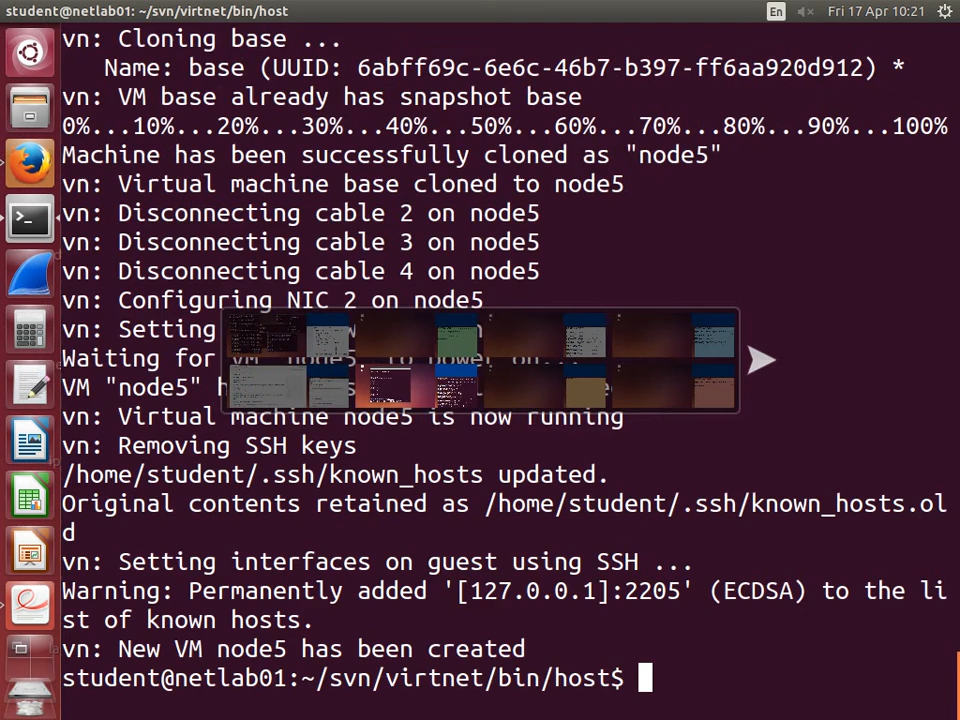 student@netlab01: ~/svn/virtnet/bin/host
En
Fri 17 Apr 10:21
vn: Cloning base ...
Name: base (UUID: 6abff69c-6e6c-46b7-b397-ff6aa920d912) *
vn: VM base already has snapshot base
0%...10%...20%...30%...40%...50%...60%...70%...80%...90%...100%
Machine has been successfully cloned as "node5"
vn: Virtual machine base cloned to node5
vn: Disconnecting cable 2 on node5
vn: Disconnecting cable 3 on node5
vn: Disconnecting cable 4 on node5
vn: Configuring NIC 2 on node5
vn: Setting
Waiting for VM "node5" to power on...
VM "node5"
vn: Virtual machine node5 is now running
vn: Removing SSH keys
/home/student/.ssh/known_hosts updated.
Original contents retained as /home/student/.ssh/known_hosts.ol
d
vn: Setting interfaces on guest using SSH ...
Warning: Permanently added '[127.0.0.1]:2205' (ECDSA) to the li
st of known hosts.
vn: New VM node5 has been created
student@netlab01:~/svn/virtnet/bin/host$